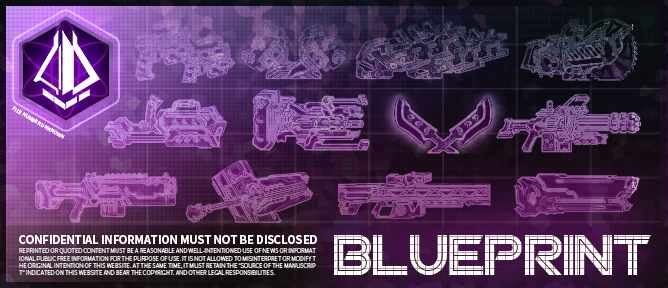 FILE NUMBER:UNKNOWN
CONFIDENTIAL INFORMATION MUST NOT BE DISCLOSED
REPRINTED OR QUOTED CONTENT MUST BE A REASONABLE AND WELL-INTENTIONED USE OF NEWS OR INFORMAT
IONAL PUBLIC FREE INFORMATION FOR THE PURPOSE OF USE. IT IS NOT ALLOWED TO MISINTERPRET OR MODIFY T
HE ORIGINAL INTENTION OF THIS WEBSITE. AT THE SAME TIME, IT MUST RETAIN THE "SOURCE OF THE MANUSCRIP
T" INDICATED ON THIS WEBSITE AND BEAR THE COPYRIGHT. AND OTHER LEGAL RESPONSIBILITIES.
BLUEPRINT